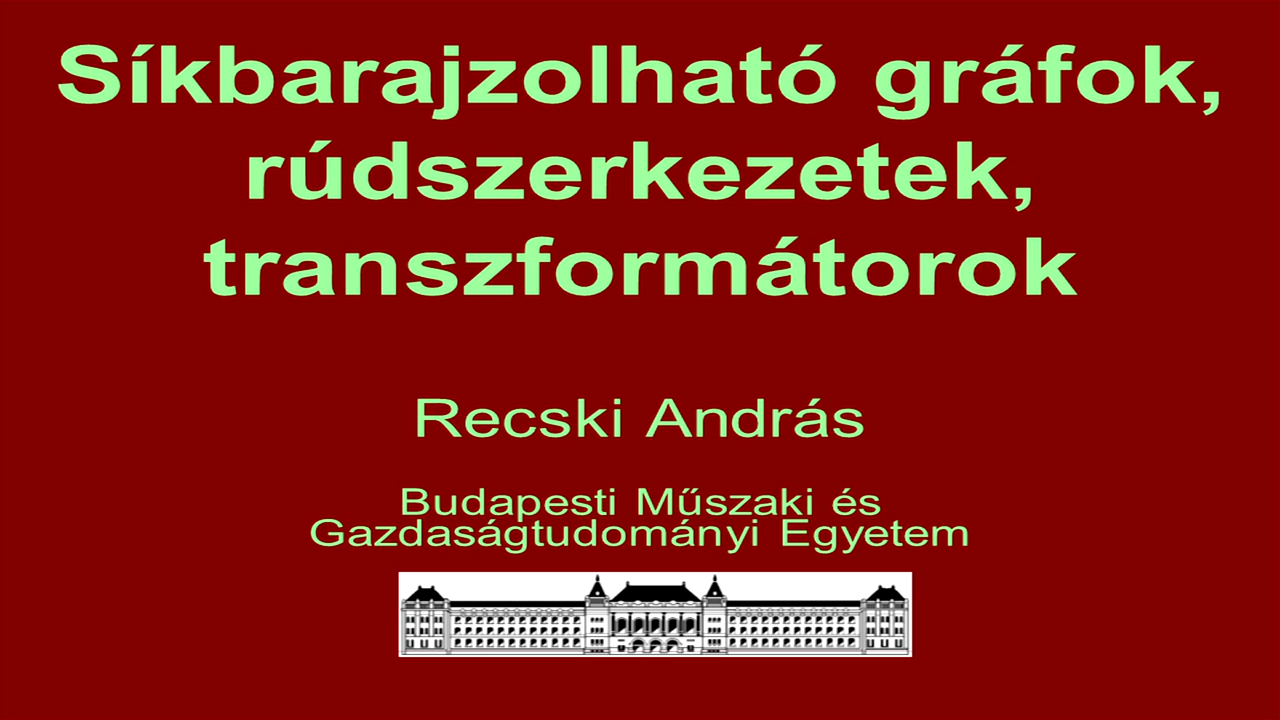 Síkbarajzolható gráfok,
rúdszerkezetek,
transzformátorok
Recski András
Budapesti Műszaki és
Gazdaságtudományi Egyetem